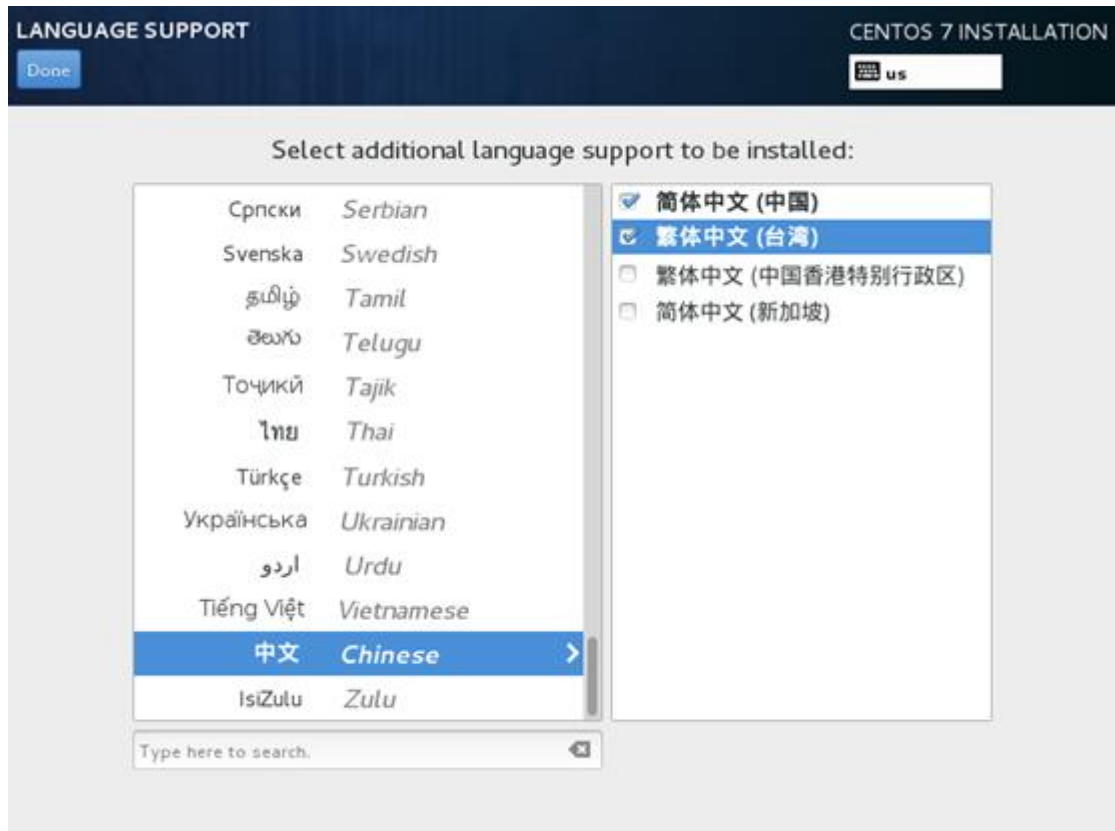 LANGUAGE SUPPORT
CENTOS 7 INSTALLATION
Done
us
Select additional language support to be installed:
Српски Serbian
Svenska Swedish
தமிழ் Tamil
తెలుగు Telugu
Тоҷикӣ Tajik
ไทย Thai
Türkçe Turkish
Українська Ukrainian
اردو Urdu
Tiếng Việt Vietnamese
中文 Chinese
IsiZulu Zulu
Type here to search.
简体中文 (中国)
繁体中文 (台湾)
繁体中文 (中国香港特别行政区)
简体中文 (新加坡)